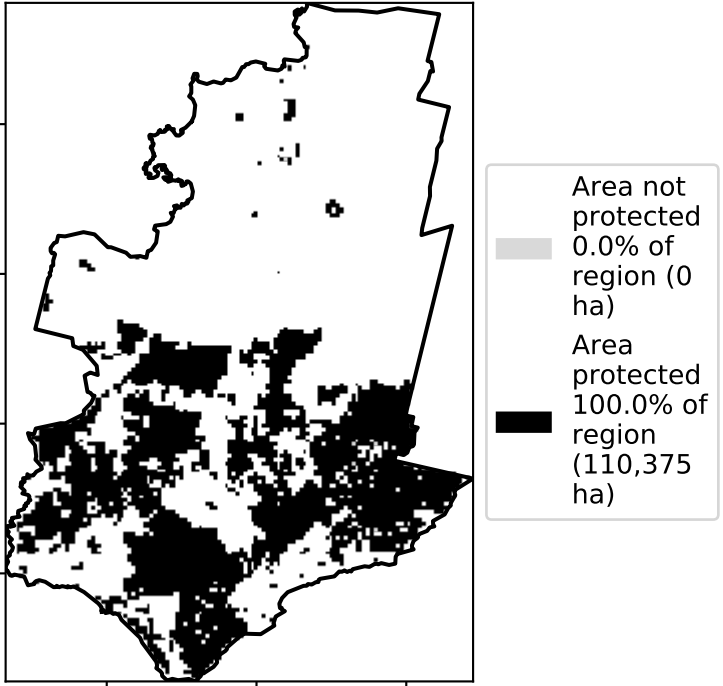 Area not
protected
0.0% of
region (0
ha)
Area
protected
100.0% of
region
(110,375
ha)